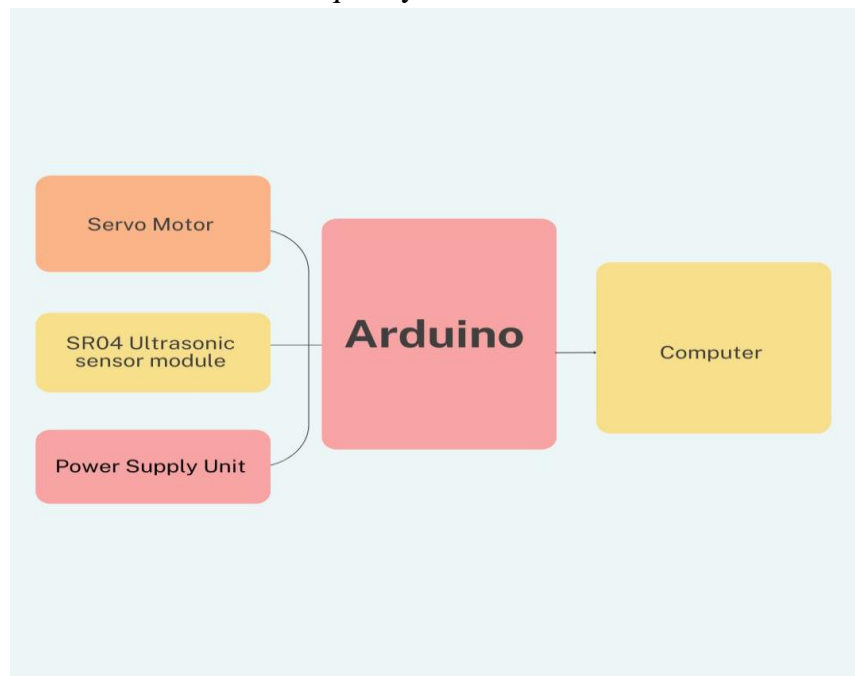 Servo Motor
SR04 Ultrasonic
sensor module
Power Supply Unit
Arduino
Computer